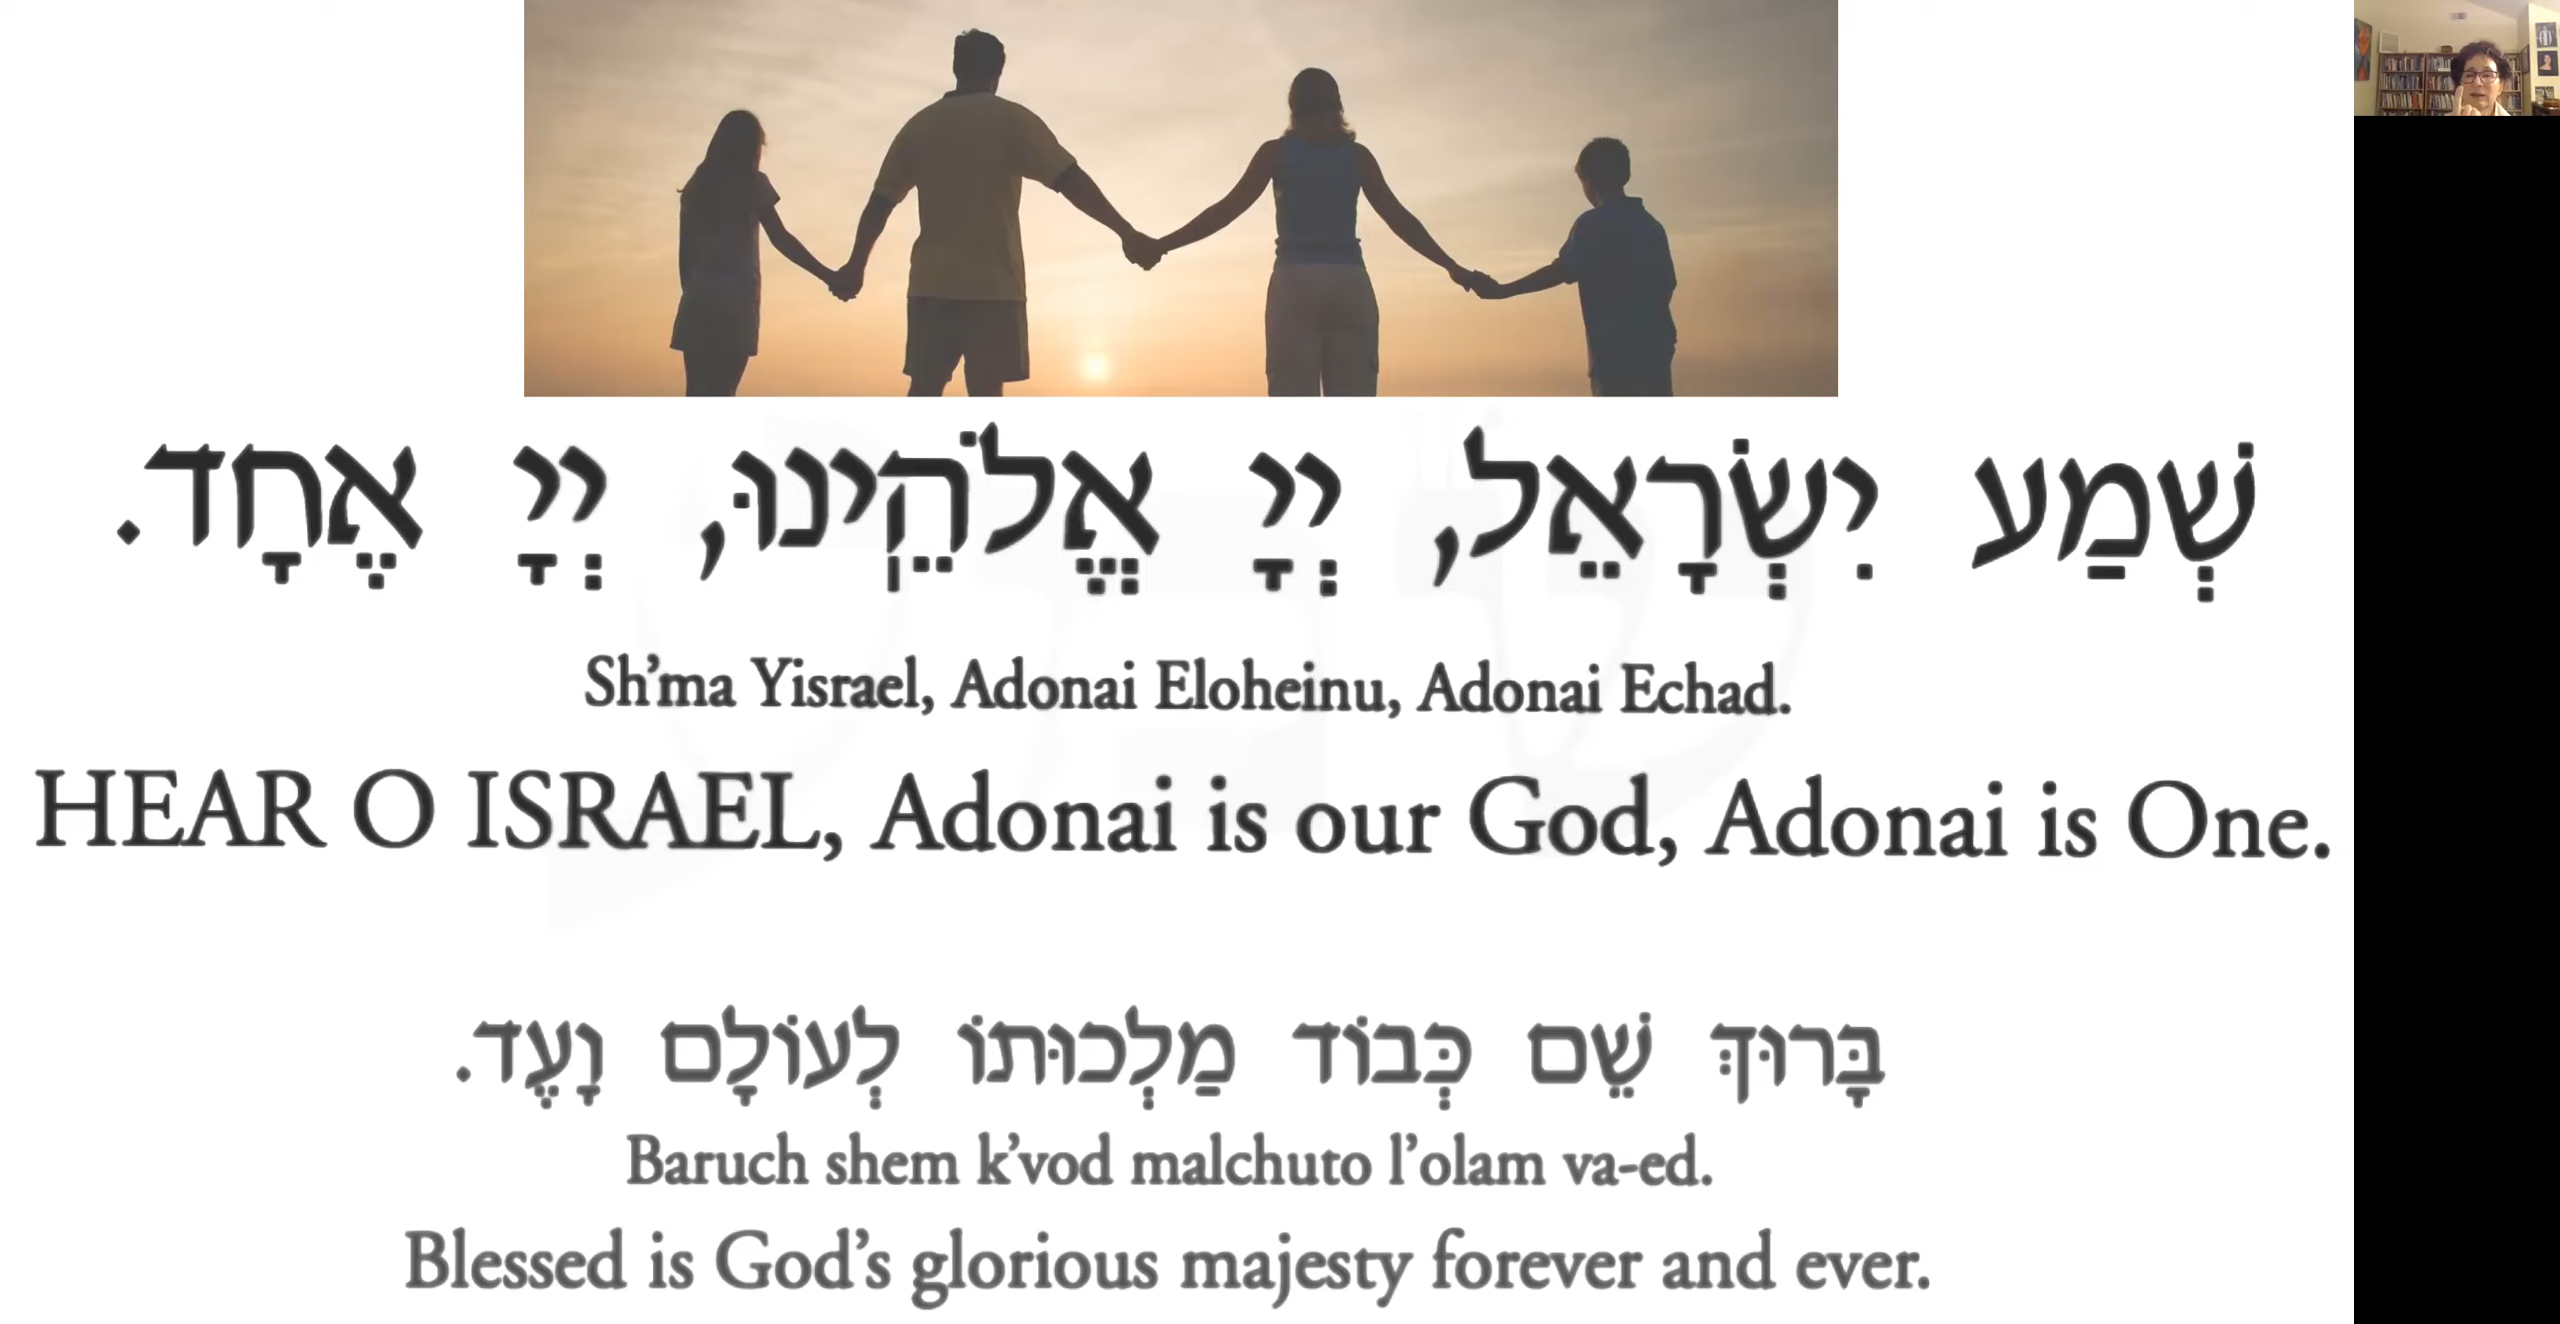 שְׁמַע יִשְׂרָאֵל, יְיָ אֱלֹהֵֽינוּ, יְיָ אֶחָד.
Sh’ma Yisrael, Adonai Eloheinu, Adonai Echad.
HEAR O ISRAEL, Adonai is our God, Adonai is One.
בָּרוּךְ שֵׁם כְּבוֹד מַלְכוּתוֹ לְעוֹלָם וָעֶד.
Baruch shem k’vod malchuto l’olam va-ed.
Blessed is God’s glorious majesty forever and ever.